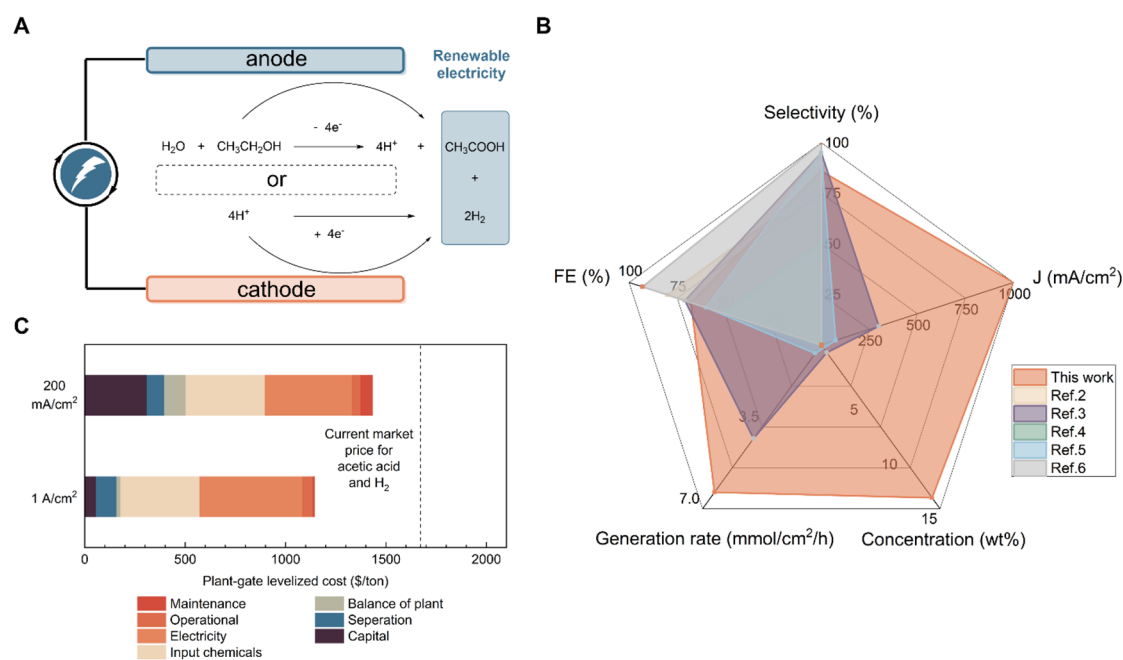 A
anode
Renewable
electricity
H2O + CH3CH2OH - 4e- 4H+ + CH3COOH
or
+
4H+ + 4e- 2H2
cathode
B
Selectivity (%)
100
75
50
25
FE (%)
100
75
J (mA/cm2)
1000
750
500
250
3.5
7.0
5
10
15
Generation rate (mmol/cm2/h)
Concentration (wt%)
This work
Ref.2
Ref.3
Ref.4
Ref.5
Ref.6
C
200
mA/cm2
1 A/cm2
Current market
price for
acetic acid
and H2
0 500 1000 1500 2000
Plant-gate levelized cost ($/ton)
Maintenance
Operational
Electricity
Input chemicals
Balance of plant
Seperation
Capital